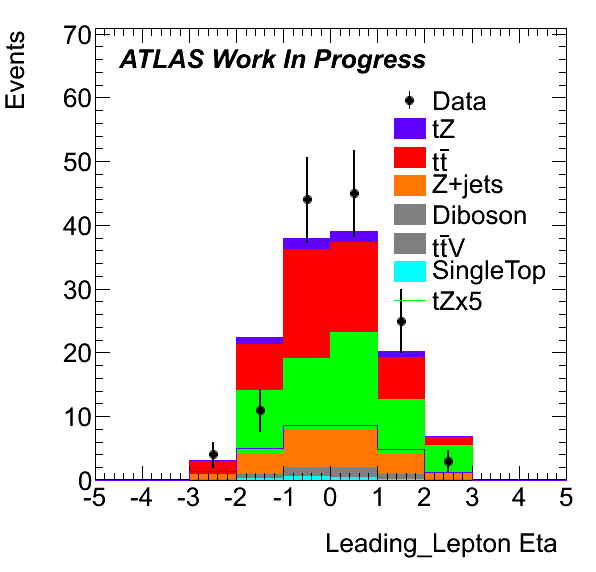 Events
70
60
50
40
30
20
10
0
ATLAS Work In Progress
Data
tZ
tt̄
Z+jets
Diboson
tt̄V
SingleTop
tZx5
-5 -4 -3 -2 -1 0 1 2 3 4 5
Leading_Lepton Eta